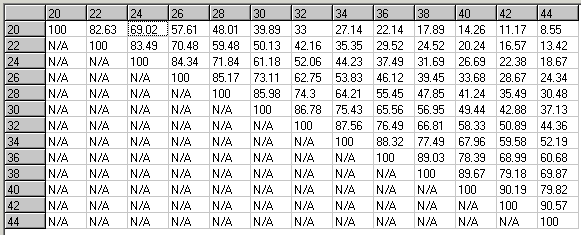 20 22 24 26 28 30 32 34 36 38 40 42 44
20 100 82.63 69.02 57.61 48.01 39.89 33 27.14 22.14 17.89 14.26 11.17 8.55
22 N/A 100 83.49 70.48 59.48 50.13 42.16 35.35 29.52 24.52 20.24 16.57 13.42
24 N/A N/A 100 84.34 71.84 61.18 52.06 44.23 37.49 31.69 26.69 22.38 18.67
26 N/A N/A N/A 100 85.17 73.11 62.75 53.83 46.12 39.45 33.68 28.67 24.34
28 N/A N/A N/A N/A 100 85.98 74.3 64.21 55.45 47.85 41.24 35.49 30.48
30 N/A N/A N/A N/A N/A 100 86.78 75.43 65.56 56.95 49.44 42.88 37.13
32 N/A N/A N/A N/A N/A N/A 100 87.56 76.49 66.81 58.33 50.89 44.36
34 N/A N/A N/A N/A N/A N/A N/A 100 88.32 77.49 67.96 59.58 52.19
36 N/A N/A N/A N/A N/A N/A N/A N/A 100 89.03 78.39 68.99 60.68
38 N/A N/A N/A N/A N/A N/A N/A N/A N/A 100 89.67 79.18 69.87
40 N/A N/A N/A N/A N/A N/A N/A N/A N/A N/A 100 90.19 79.82
42 N/A N/A N/A N/A N/A N/A N/A N/A N/A N/A N/A 100 90.57
44 N/A N/A N/A N/A N/A N/A N/A N/A N/A N/A N/A N/A 100